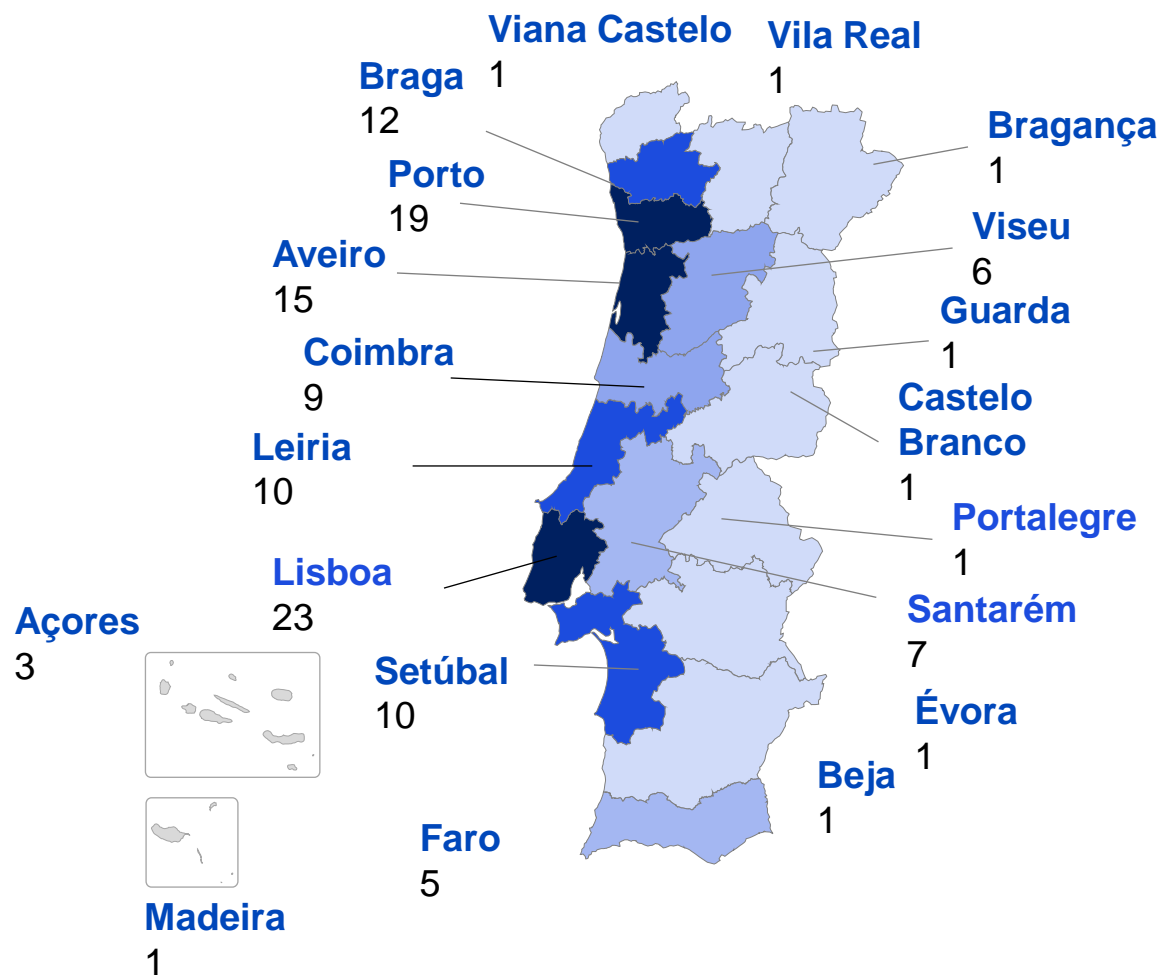 Viana Castelo
1
Vila Real
1
Braga
12
Bragança
1
Porto
19
Viseu
6
Aveiro
15
Guarda
1
Coimbra
9
Castelo
Branco
1
Leiria
10
Portalegre
1
Lisboa
23
Santarém
7
Açores
3
Setúbal
10
Évora
1
Beja
1
Faro
5
Madeira
1